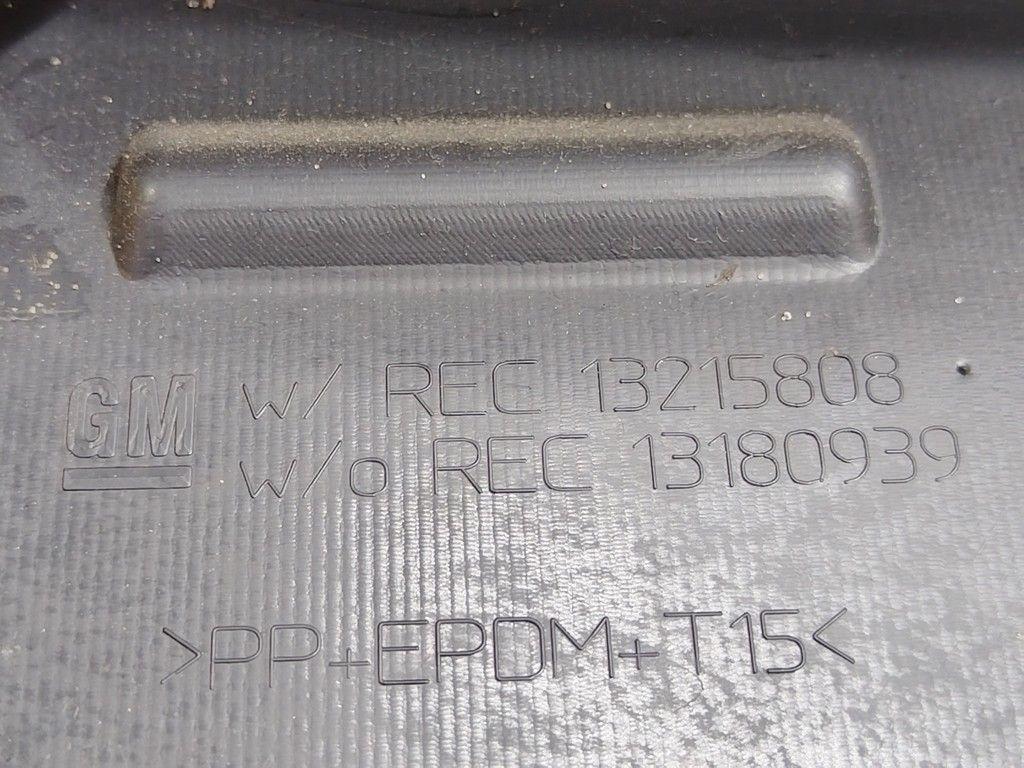 GM W/ REC 13215808
W/o REC 13180939
>PP+EPDM+T15<